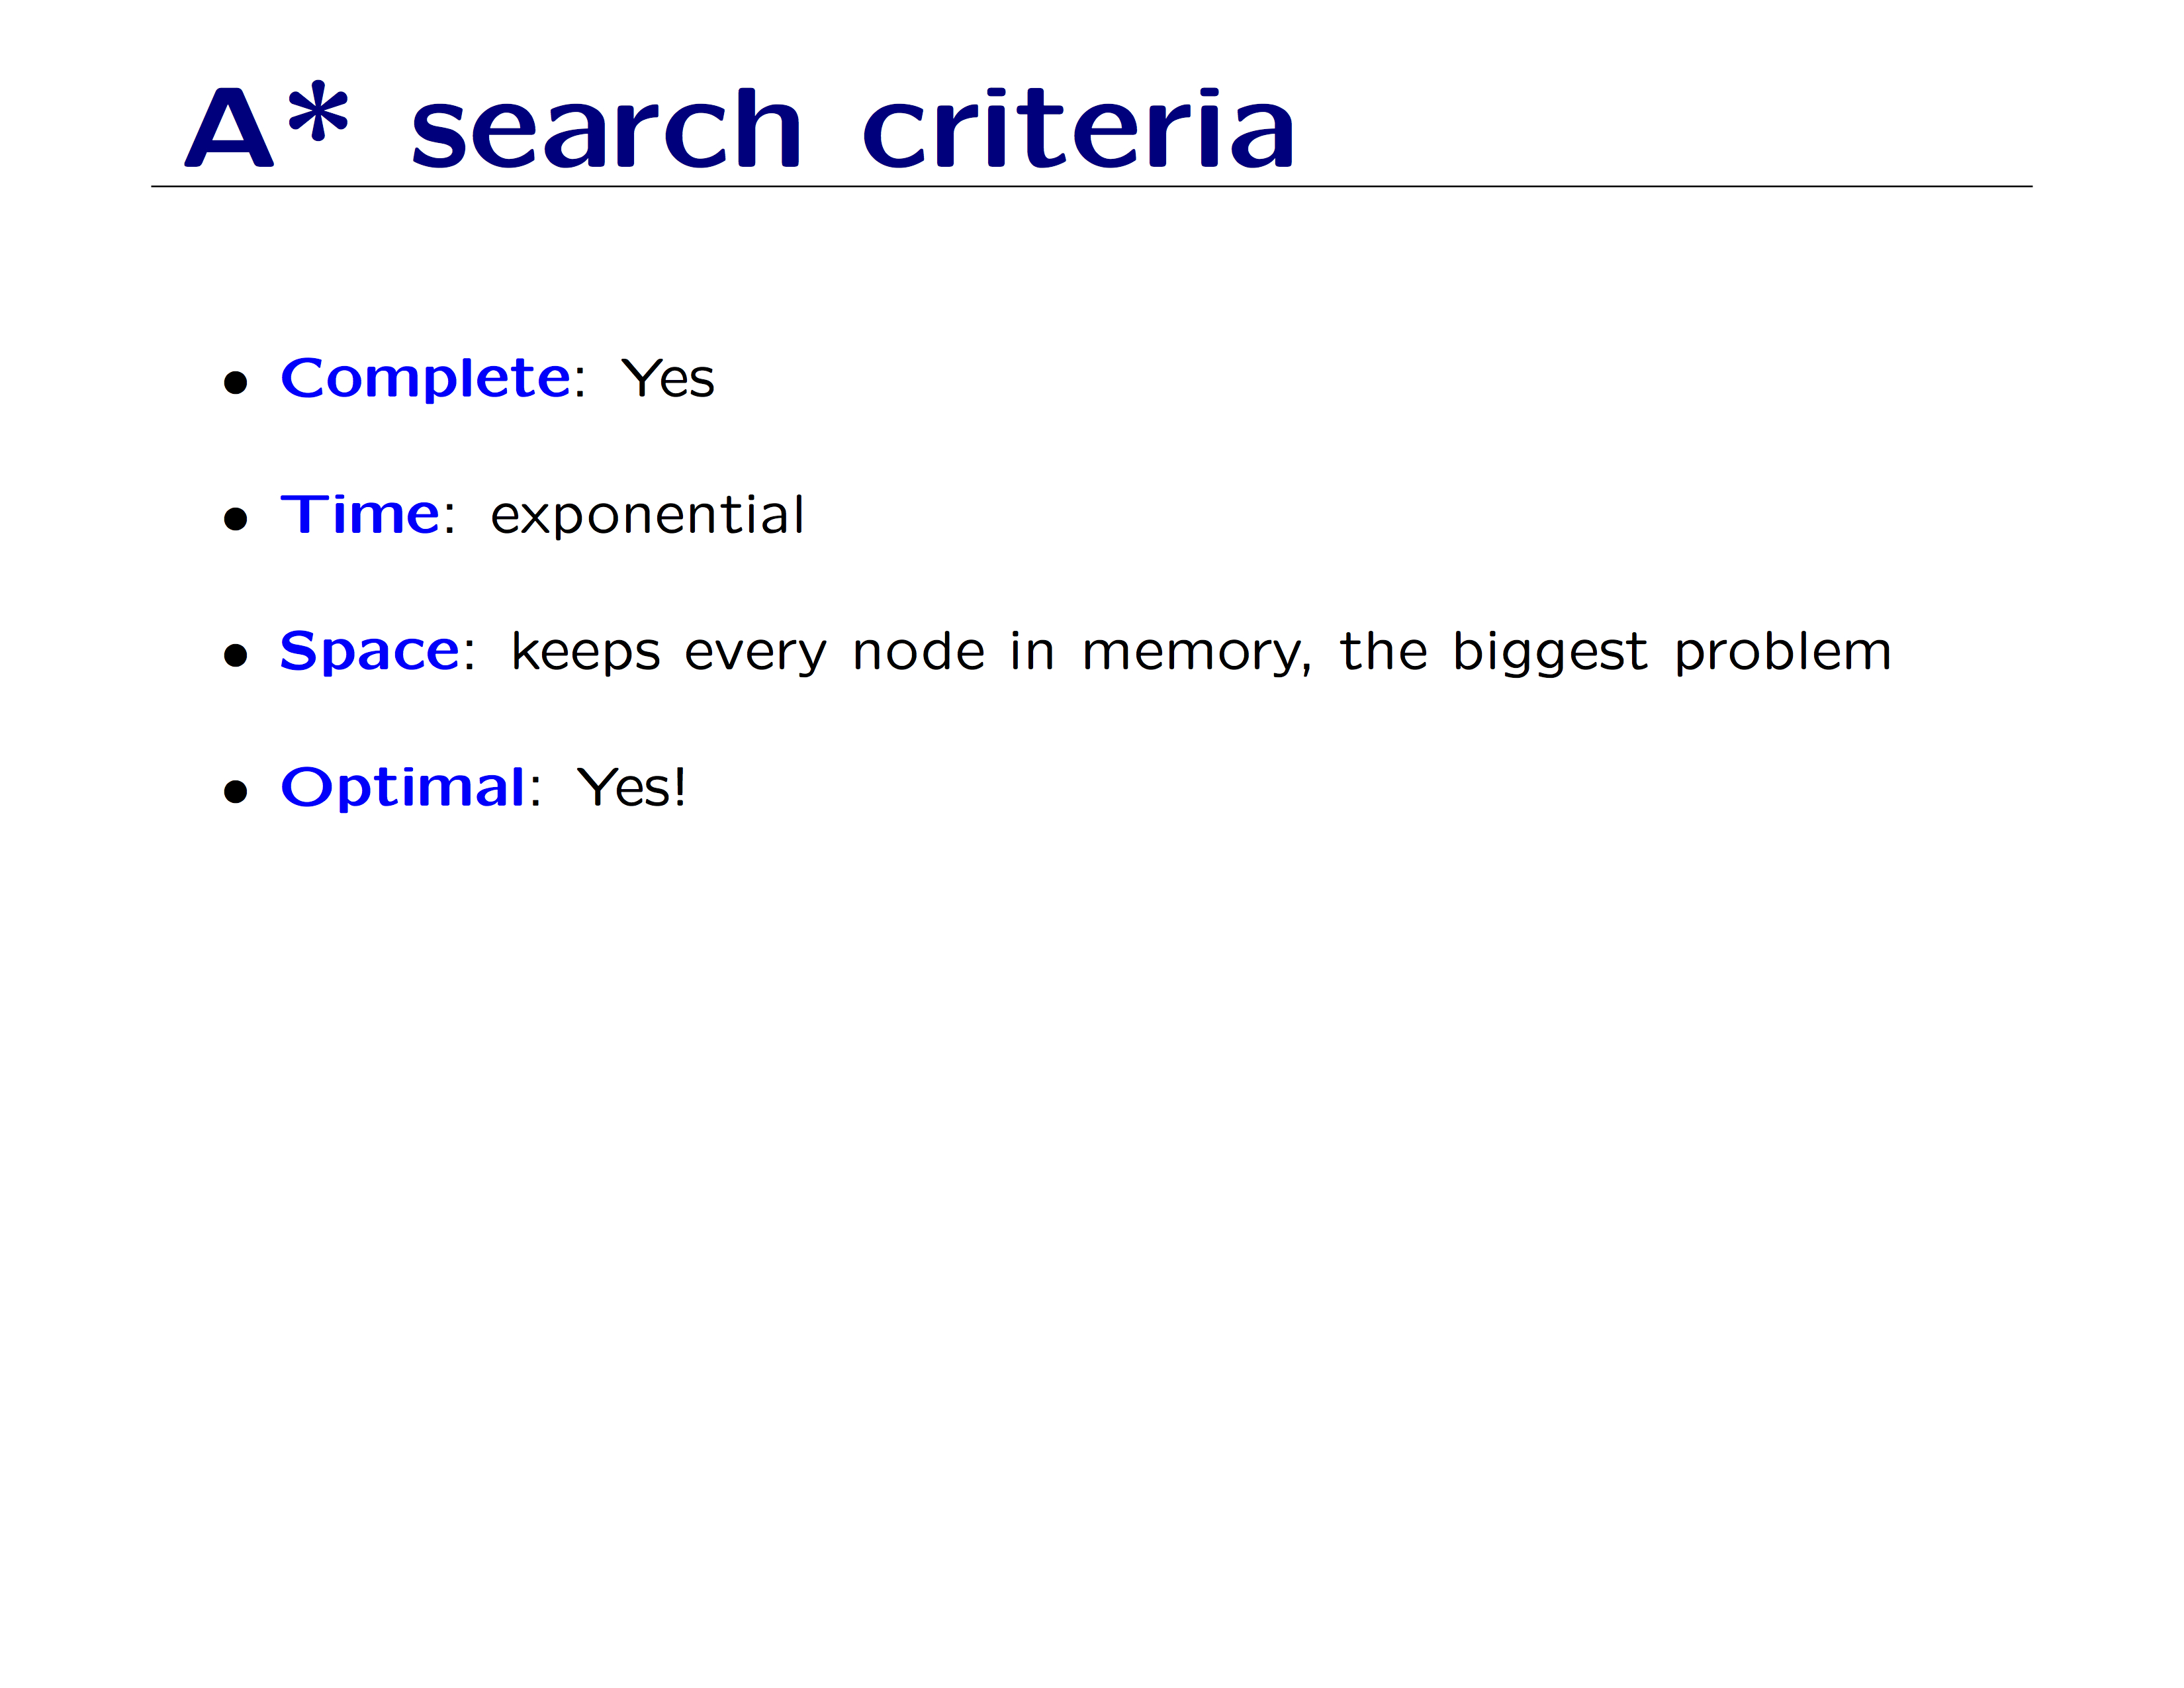 A* search criteria
• Complete: Yes
• Time: exponential
• Space: keeps every node in memory, the biggest problem
• Optimal: Yes!